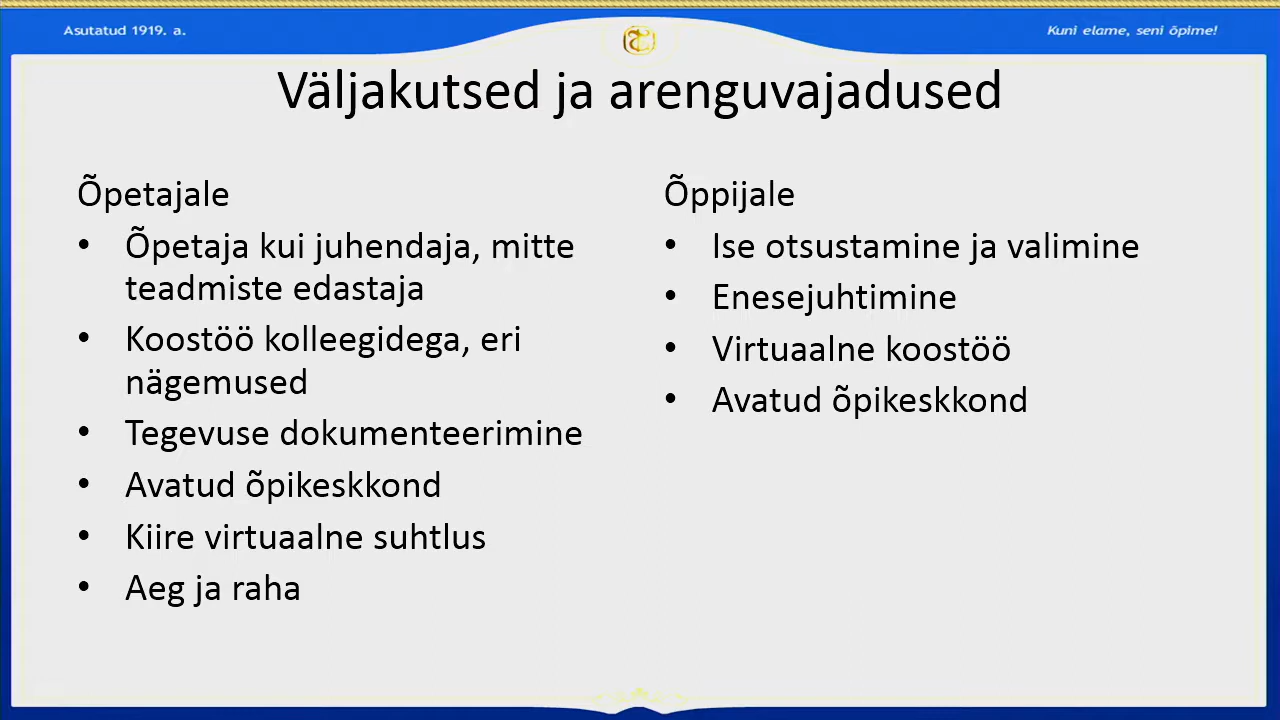 Asutatud 1919. a.
Kuni elame, seni õpime!
Väljakutsed ja arenguvajadused
Õpetajale
• Õpetaja kui juhendaja, mitte
teadmiste edastaja
• Koostöö kolleegidega, eri
nägemused
• Tegevuse dokumenteerimine
• Avatud õpikeskkond
• Kiire virtuaalne suhtlus
• Aeg ja raha
Õppijale
• Ise otsustamine ja valimine
• Enesejuhtimine
• Virtuaalne koostöö
• Avatud õpikeskkond